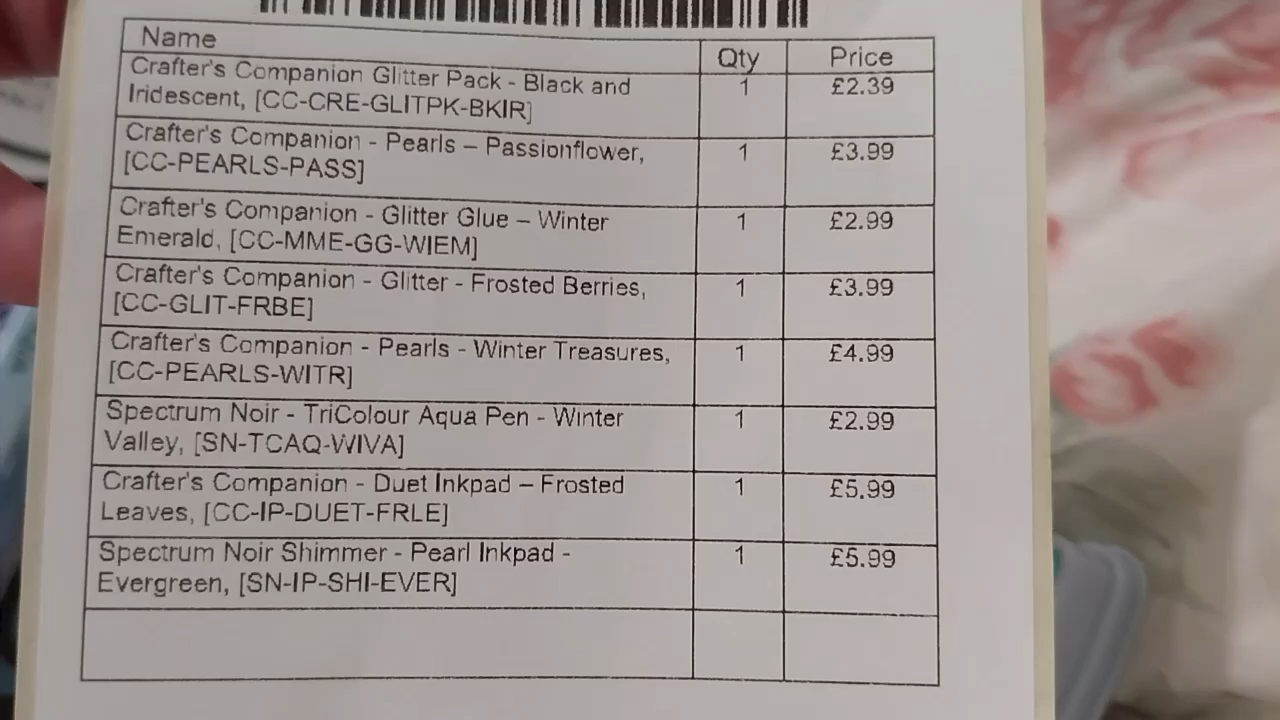 Name Qty Price
Crafter's Companion Glitter Pack - Black and 1 £2.39
Iridescent, [CC-CRE-GLITPK-BKIR]
Crafter's Companion - Pearls – Passionflower, 1 £3.99
[CC-PEARLS-PASS]
Crafter's Companion - Glitter Glue – Winter 1 £2.99
Emerald, [CC-MME-GG-WIEM]
Crafter's Companion - Glitter - Frosted Berries, 1 £3.99
[CC-GLIT-FRBE]
Crafter's Companion - Pearls - Winter Treasures, 1 £4.99
[CC-PEARLS-WITR]
Spectrum Noir - TriColour Aqua Pen - Winter 1 £2.99
Valley, [SN-TCAQ-WIVA]
Crafter's Companion - Duet Inkpad – Frosted 1 £5.99
Leaves, [CC-IP-DUET-FRLE]
Spectrum Noir Shimmer - Pearl Inkpad - 1 £5.99
Evergreen, [SN-IP-SHI-EVER]